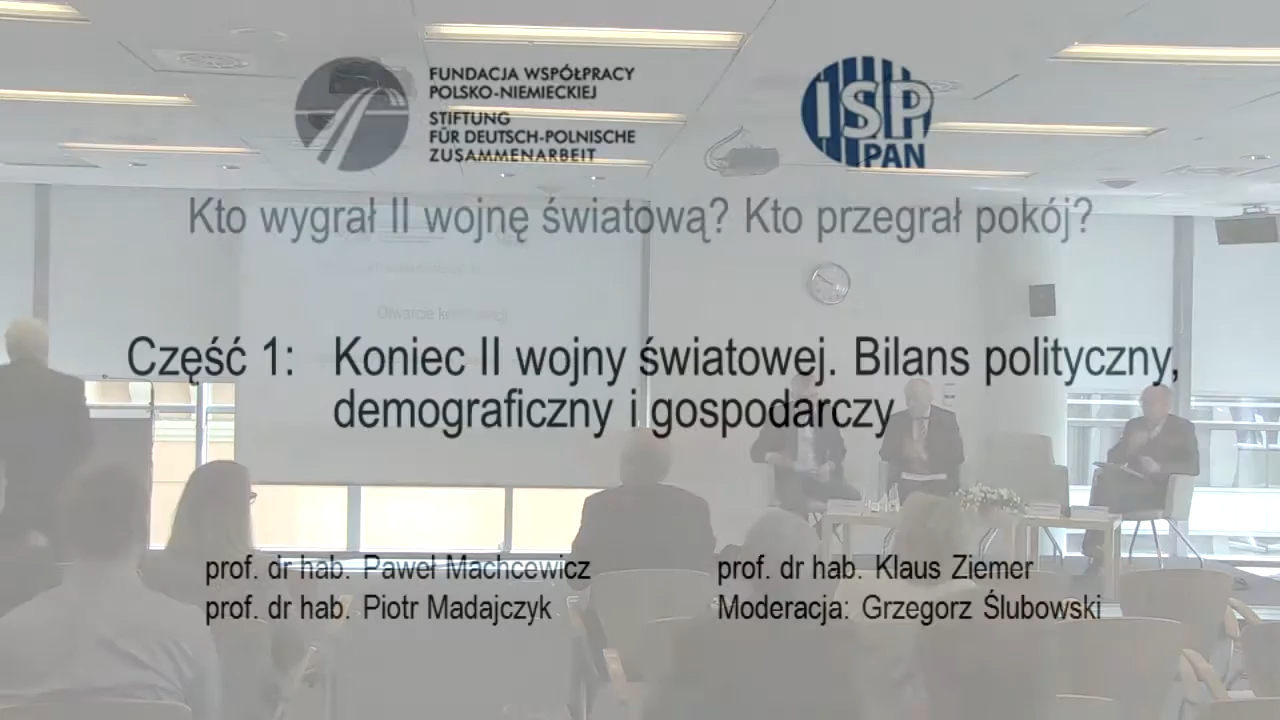 FUNDACJA WSPÓŁPRACY
POLSKO-NIEMIECKIEJ
STIFTUNG
FÜR DEUTSCH-POLNISCHE
ZUSAMMENARBEIT
ISP
PAN
Kto wygrał II wojnę światową? Kto przegrał pokój?
Otwarcie konferencji
Część 1: Koniec II wojny światowej. Bilans polityczny,
demograficzny i gospodarczy
prof. dr hab. Paweł Machcewicz
prof. dr hab. Piotr Madajczyk
prof. dr hab. Klaus Ziemer
Moderacja: Grzegorz Ślubowski